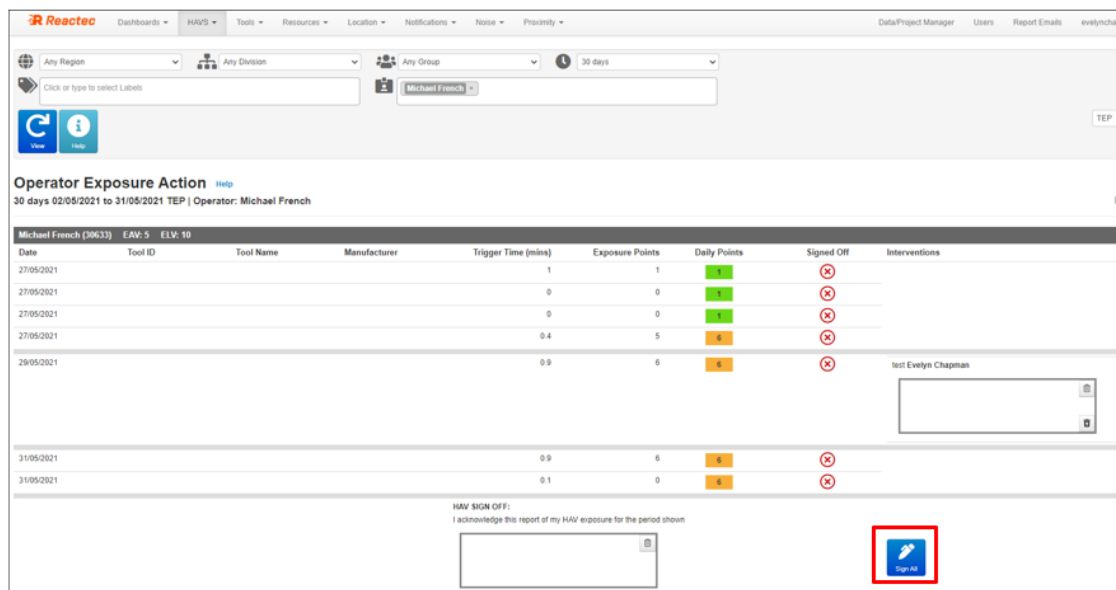 Reactec Dashboards HAVS Tools Resources Location Notifications Noise Proximity Data/Project Manager Users Report Emails evelyncha
Any Region Any Division Any Group 30 days
Click or type to select Labels Michael French ×
TEP
View Help
Operator Exposure Action Help
30 days 02/05/2021 to 31/05/2021 TEP | Operator: Michael French
Michael French (30633) EAV: 5 ELV: 10
Date Tool ID Tool Name Manufacturer Trigger Time (mins) Exposure Points Daily Points Signed Off Interventions
27/05/2021 1 1 1
27/05/2021 0 0 1
27/05/2021 0 0 1
27/05/2021 0.4 5 6
29/05/2021 0.9 6 6 test Evelyn Chapman
31/05/2021 0.9 6 6
31/05/2021 0.1 0 6
HAV SIGN OFF:
I acknowledge this report of my HAV exposure for the period shown
Sign All